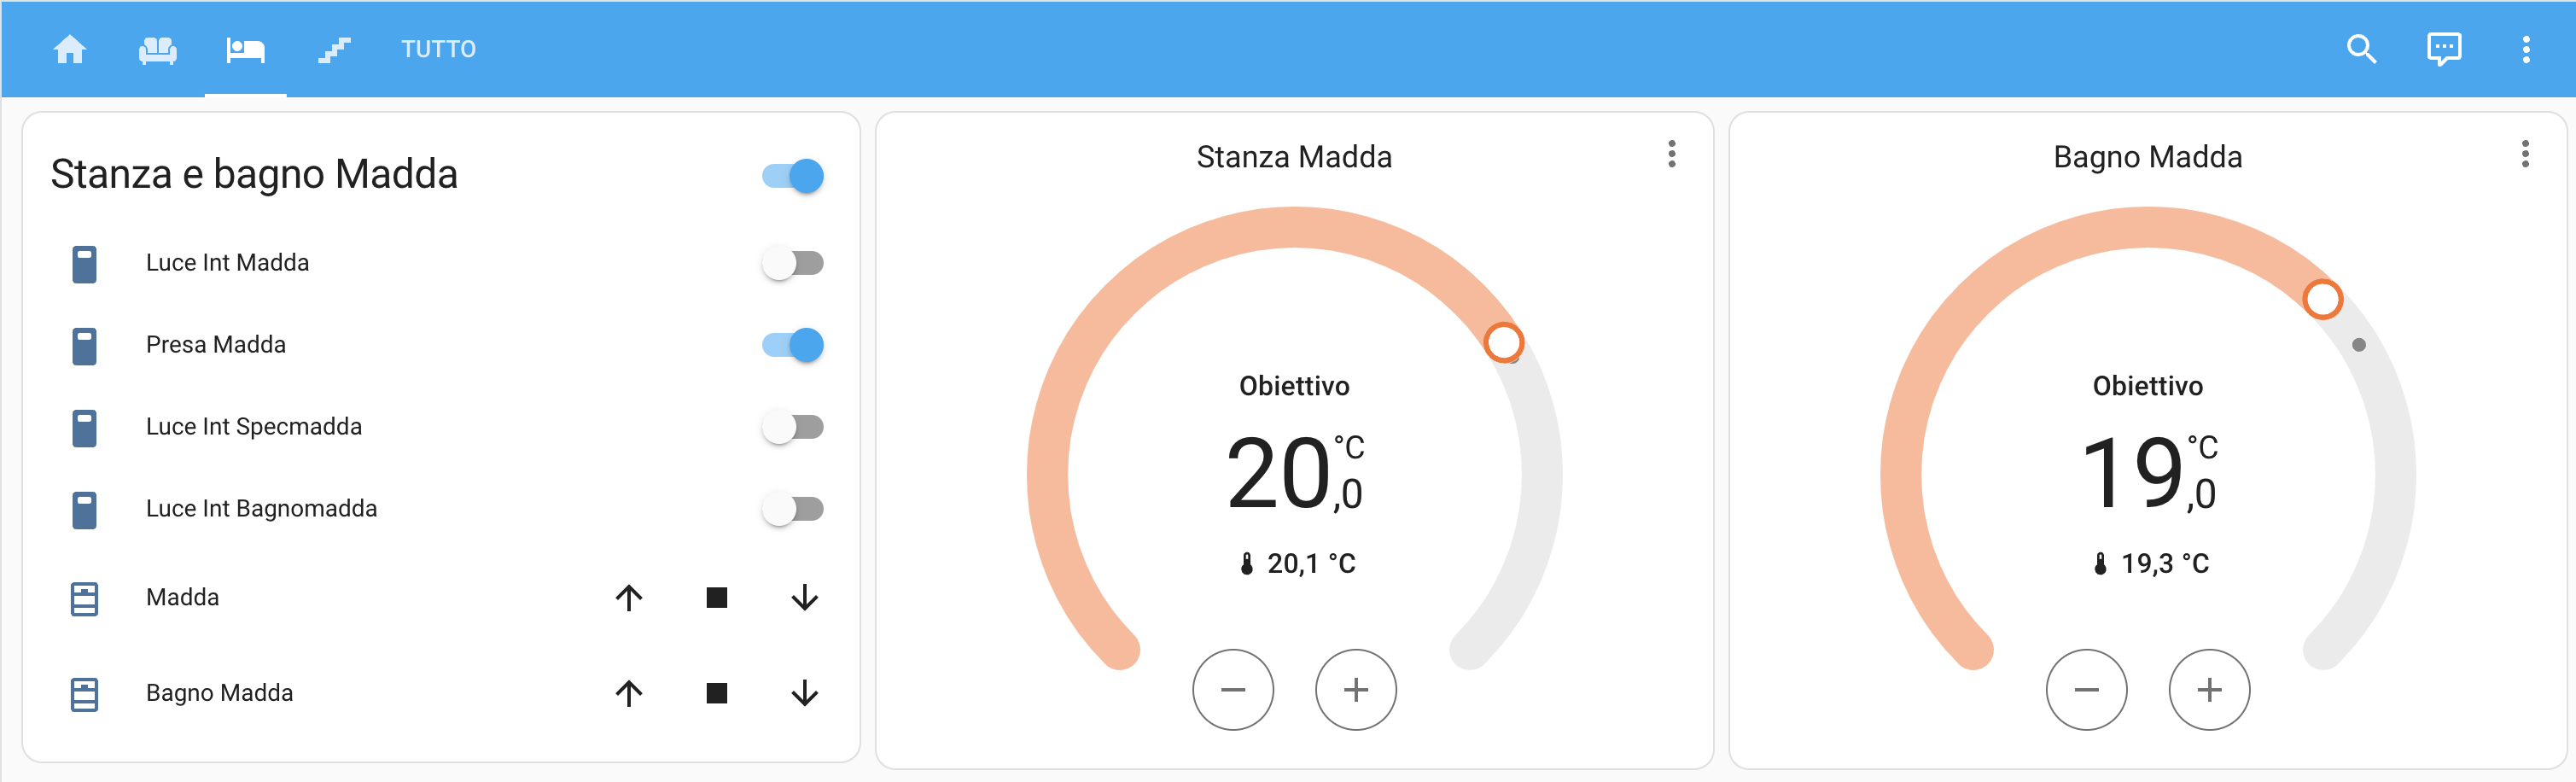 TUTTO
Stanza e bagno Madda
Luce Int Madda
Presa Madda
Luce Int Specmadda
Luce Int Bagnomadda
Madda
Bagno Madda
Stanza Madda
Obiettivo
20,0 °C
20,1 °C
Bagno Madda
Obiettivo
19,0 °C
19,3 °C